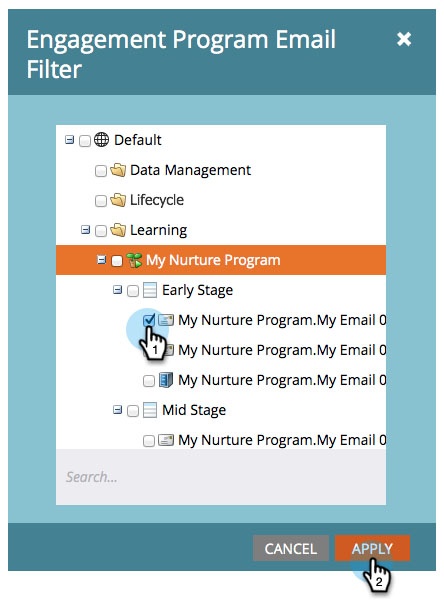 Engagement Program Email
Filter
Default
Data Management
Lifecycle
Learning
My Nurture Program
Early Stage
My Nurture Program.My Email 0
1
My Nurture Program.My Email 0
My Nurture Program.My Email 0
Mid Stage
My Nurture Program.My Email 0
Search...
CANCEL
APPLY
2